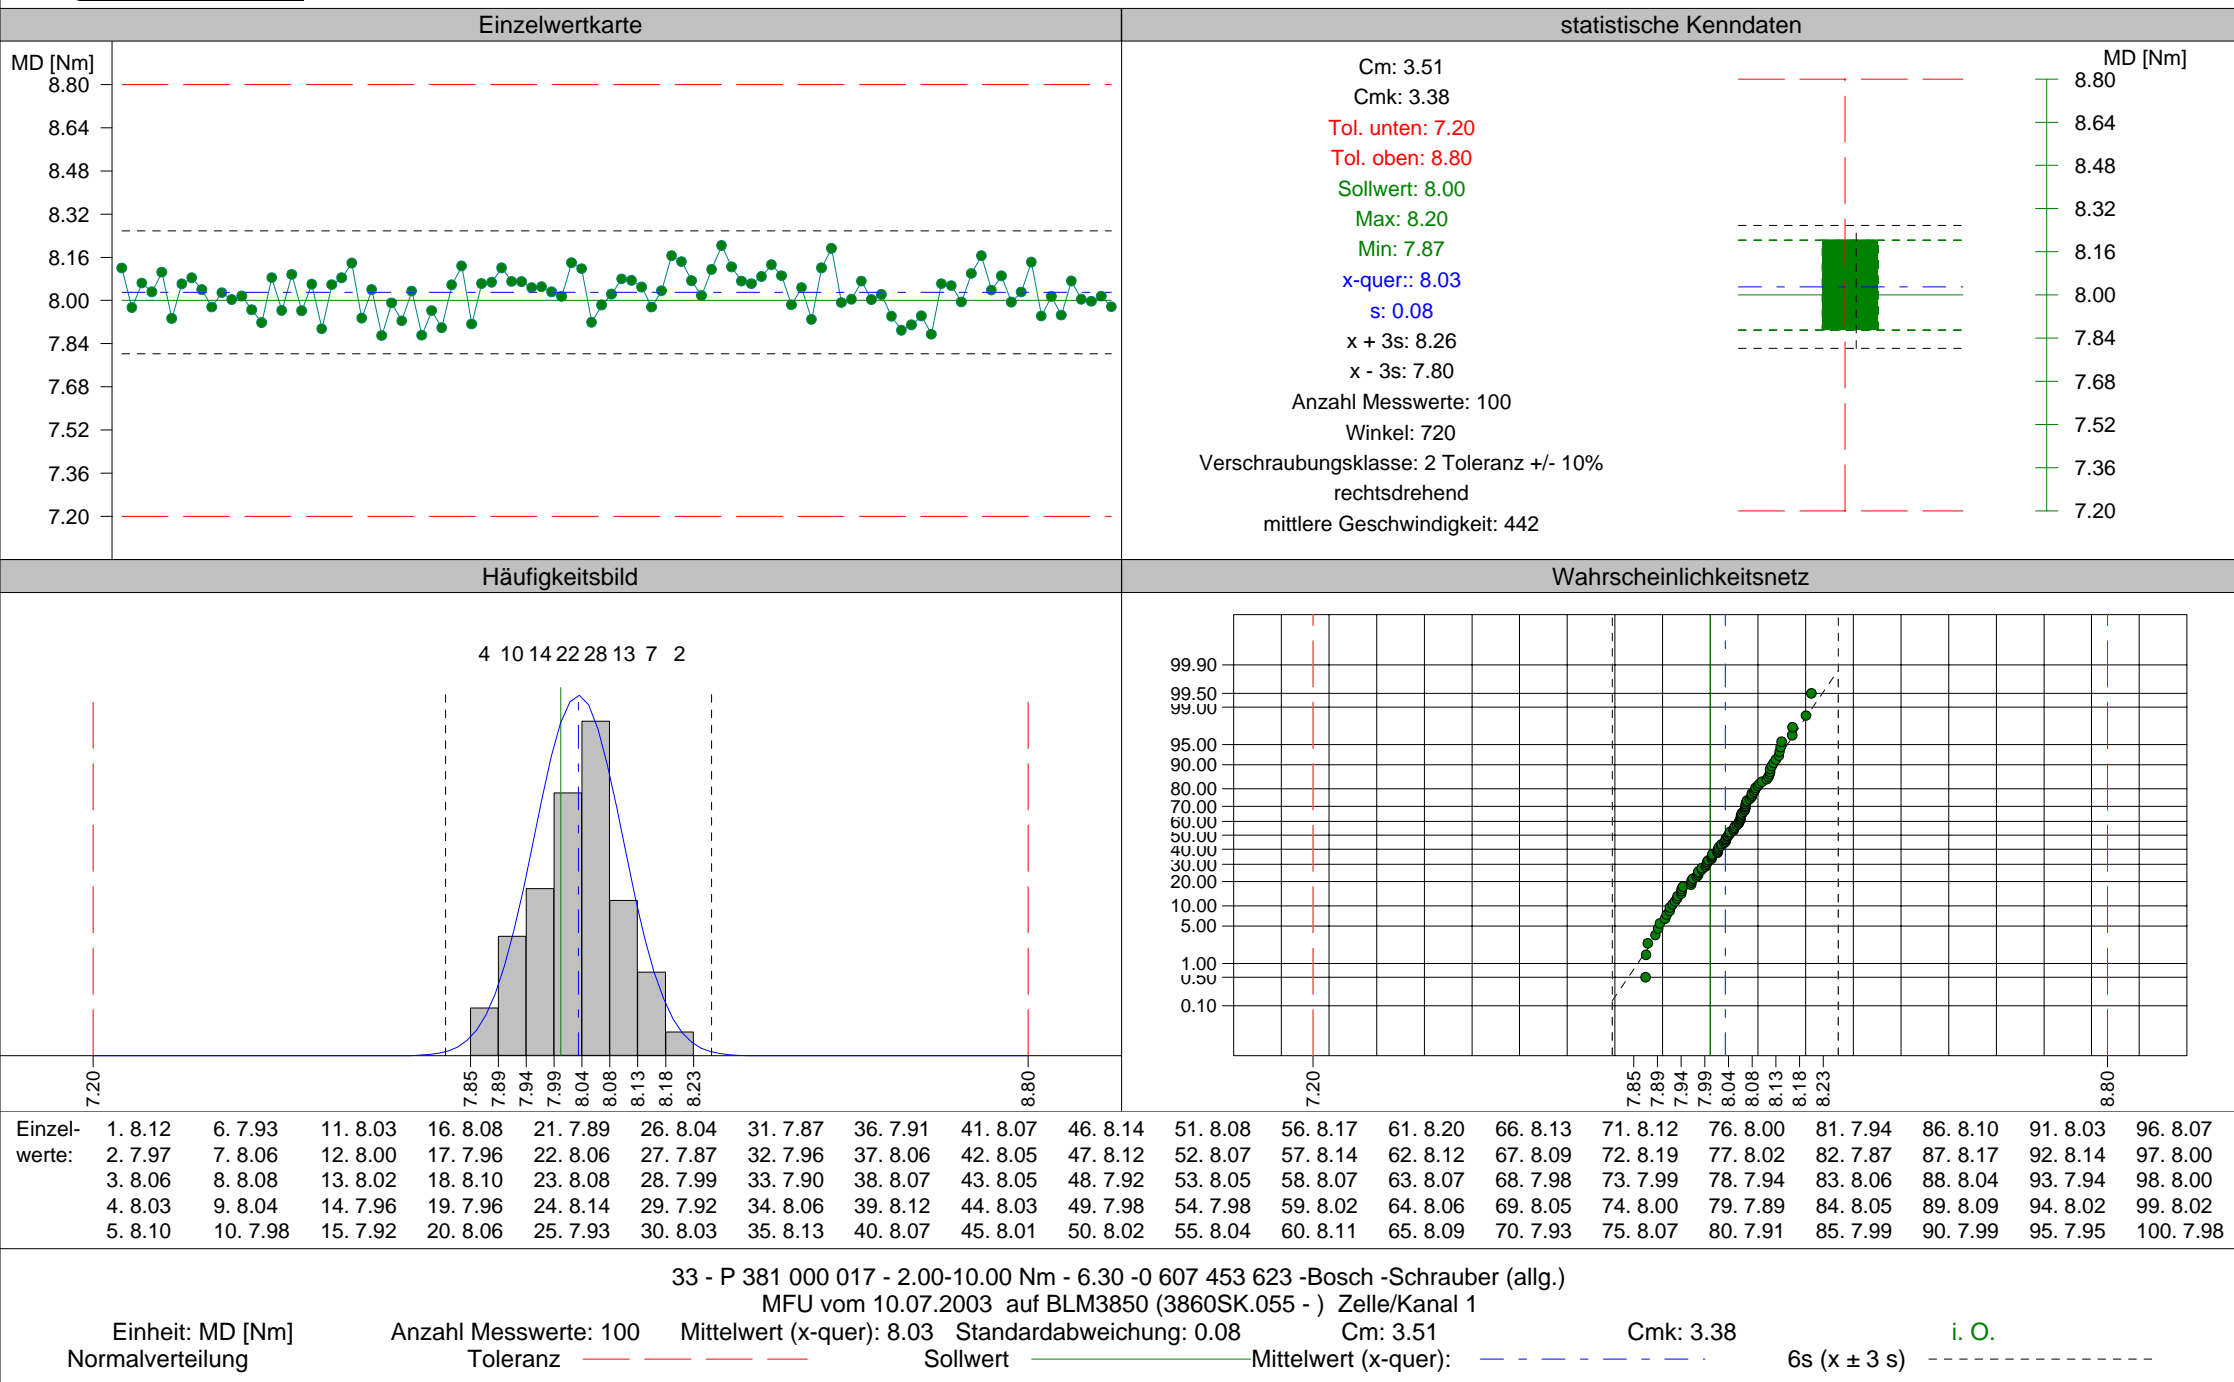 Einzelwertkarte
MD [Nm]
8.80
8.64
8.48
8.32
8.16
8.00
7.84
7.68
7.52
7.36
7.20
statistische Kenndaten
Cm: 3.51
Cmk: 3.38
Tol. unten: 7.20
Tol. oben: 8.80
Sollwert: 8.00
Max: 8.20
Min: 7.87
x-quer:: 8.03
s: 0.08
x + 3s: 8.26
x - 3s: 7.80
Anzahl Messwerte: 100
Winkel: 720
Verschraubungsklasse: 2 Toleranz +/- 10%
rechtsdrehend
mittlere Geschwindigkeit: 442
MD [Nm]
8.80
8.64
8.48
8.32
8.16
8.00
7.84
7.68
7.52
7.36
7.20
Häufigkeitsbild
4 10 14 22 28 13 7 2
7.20 7.85 7.89 7.94 7.99 8.04 8.08 8.13 8.18 8.23 8.80
Wahrscheinlichkeitsnetz
99.90
99.50
99.00
95.00
90.00
80.00
70.00
60.00
50.00
40.00
30.00
20.00
10.00
5.00
1.00
0.50
0.10
7.20 7.85 7.89 7.94 7.99 8.04 8.08 8.13 8.18 8.23 8.80
Einzel- 1. 8.12 6. 7.93 11. 8.03 16. 8.08 21. 7.89 26. 8.04 31. 7.87 36. 7.91 41. 8.07 46. 8.14 51. 8.08 56. 8.17 61. 8.20 66. 8.13 71. 8.12 76. 8.00 81. 7.94 86. 8.10 91. 8.03 96. 8.07
werte: 2. 7.97 7. 8.06 12. 8.00 17. 7.96 22. 8.06 27. 7.87 32. 7.96 37. 8.06 42. 8.05 47. 8.12 52. 8.07 57. 8.14 62. 8.12 67. 8.09 72. 8.19 77. 8.02 82. 7.87 87. 8.17 92. 8.14 97. 8.00
3. 8.06 8. 8.08 13. 8.02 18. 8.10 23. 8.08 28. 7.99 33. 7.90 38. 8.07 43. 8.05 48. 7.92 53. 8.05 58. 8.07 63. 8.07 68. 7.98 73. 7.99 78. 7.94 83. 8.06 88. 8.04 93. 7.94 98. 8.00
4. 8.03 9. 8.04 14. 7.96 19. 7.96 24. 8.14 29. 7.92 34. 8.06 39. 8.12 44. 8.03 49. 7.98 54. 7.98 59. 8.02 64. 8.06 69. 8.05 74. 8.00 79. 7.89 84. 8.05 89. 8.09 94. 8.02 99. 8.02
5. 8.10 10. 7.98 15. 7.92 20. 8.06 25. 7.93 30. 8.03 35. 8.13 40. 8.07 45. 8.01 50. 8.02 55. 8.04 60. 8.11 65. 8.09 70. 7.93 75. 8.07 80. 7.91 85. 7.99 90. 7.99 95. 7.95 100. 7.98
33 - P 381 000 017 - 2.00-10.00 Nm - 6.30 -0 607 453 623 -Bosch -Schrauber (allg.)
MFU vom 10.07.2003 auf BLM3850 (3860SK.055 - ) Zelle/Kanal 1
Einheit: MD [Nm] Anzahl Messwerte: 100 Mittelwert (x-quer): 8.03 Standardabweichung: 0.08 Cm: 3.51 Cmk: 3.38 i. O.
Normalverteilung Toleranz Sollwert Mittelwert (x-quer): 6s (x ± 3 s)